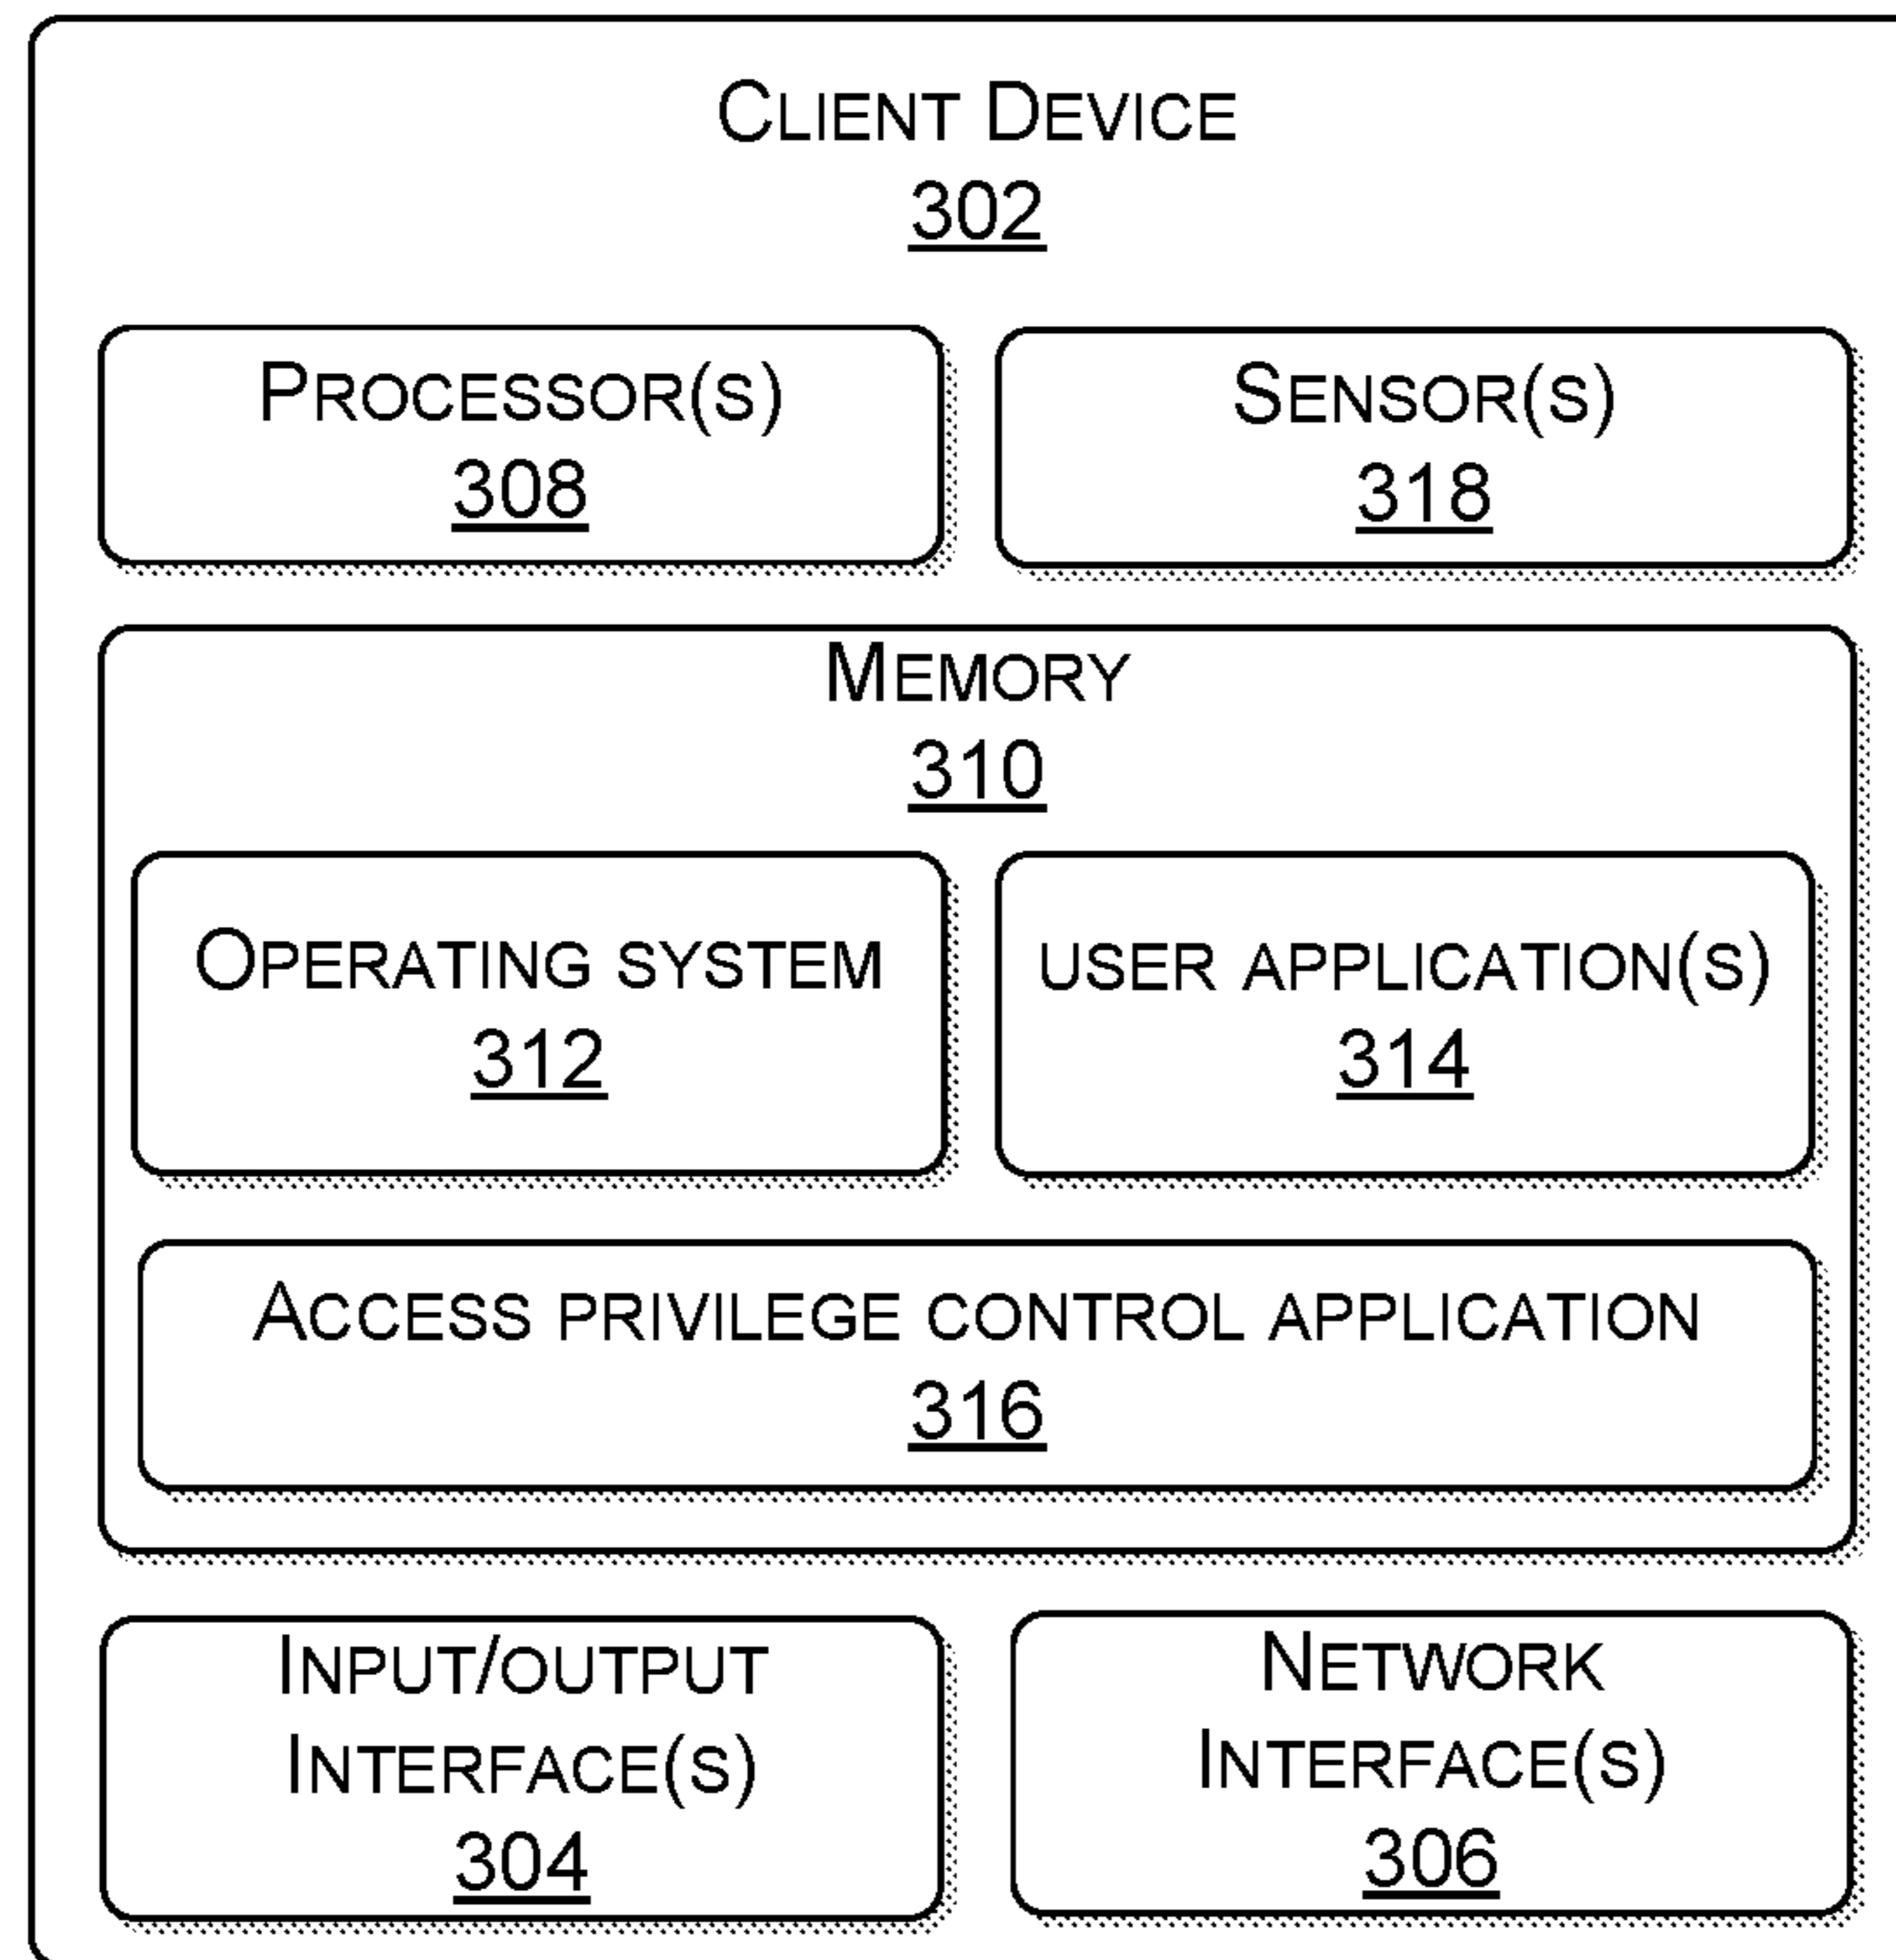 Client Device
302
Processor(s)
308
Sensor(s)
318
Memory
310
Operating system
312
user application(s)
314
Access privilege control application
316
Input/output
Interface(s)
304
Network
Interface(s)
306